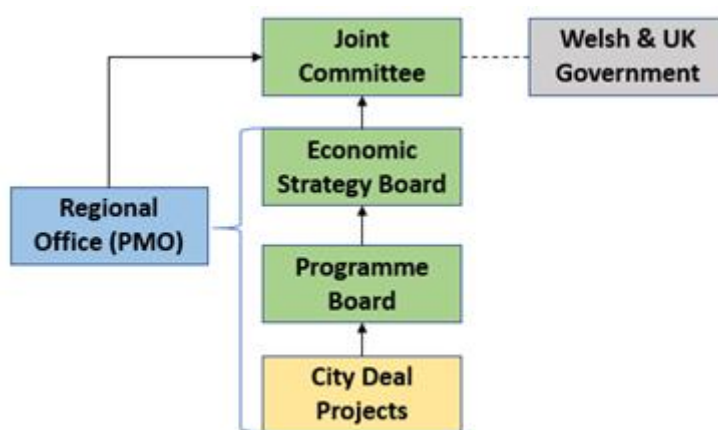 Joint
Committee
Welsh & UK
Government
Economic
Strategy Board
Regional
Office (PMO)
Programme
Board
City Deal
Projects